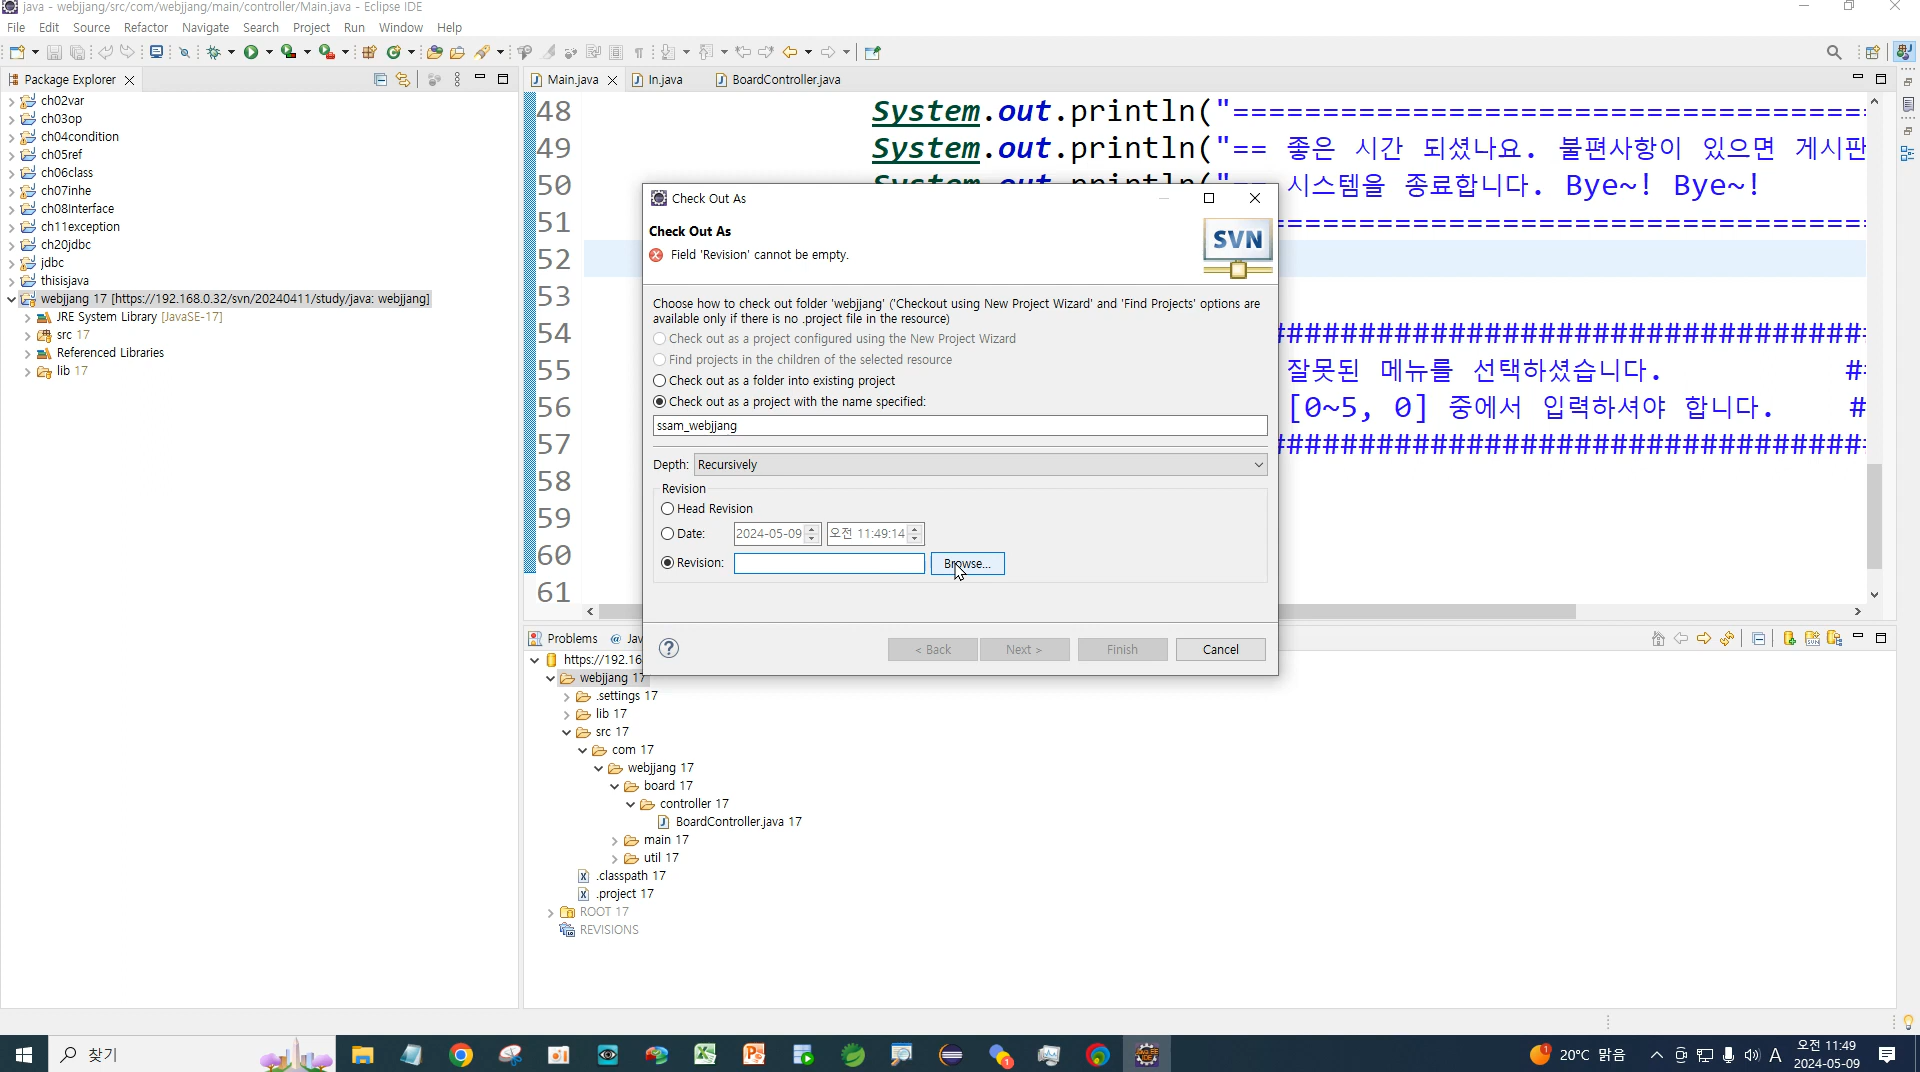 java - webjjang/src/com/webjjang/main/controller/Main.java - Eclipse IDE
File Edit Source Refactor Navigate Search Project Run Window Help
Package Explorer
ch02var
ch03op
ch04condition
ch05ref
ch06class
ch07inhe
ch08Interface
ch11exception
ch20jdbc
jdbc
thisisjava
webjjang 17 [https://192.168.0.32/svn/20240411/study/java: webjjang]
JRE System Library [JavaSE-17]
src 17
Referenced Libraries
lib 17
Main.java In.java BoardController.java
48 System.out.println("===================================
49 System.out.println("== 좋은 시간 되셨나요. 불편사항이 있으면 게시판
50 시스템을 종료합니다. Bye~! Bye~!
51 =================================
52
53
54 #################################
55 잘못된 메뉴를 선택하셨습니다. #
56 [0~5, 0] 중에서 입력하셔야 합니다. #
57 #################################
58
59
60
61
Check Out As
Check Out As
Field 'Revision' cannot be empty.
SVN
Choose how to check out folder 'webjjang' ('Checkout using New Project Wizard' and 'Find Projects' options are
available only if there is no .project file in the resource)
Check out as a project configured using the New Project Wizard
Find projects in the children of the selected resource
Check out as a folder into existing project
Check out as a project with the name specified:
ssam_webjjang
Depth: Recursively
Revision
Head Revision
Date: 2024-05-09 오전 11:49:14
Revision: Browse...
? < Back Next > Finish Cancel
Problems @ Jav
https://192.16
webjjang 17
.settings 17
lib 17
src 17
com 17
webjjang 17
board 17
controller 17
BoardController.java 17
main 17
util 17
.classpath 17
.project 17
ROOT 17
REVISIONS
찾기
20°C 맑음 A 오전 11:49
2024-05-09